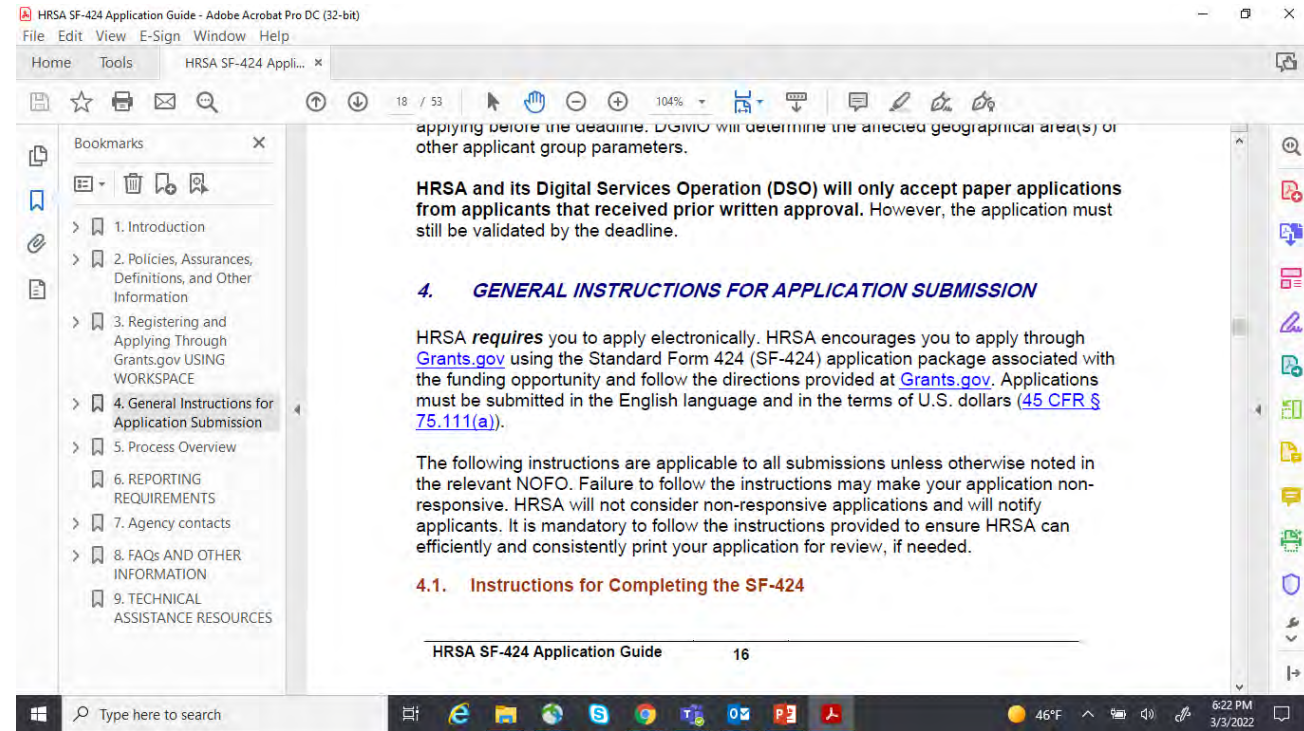 HRSA SF-424 Application Guide - Adobe Acrobat Pro DC (32-bit)
File Edit View E-Sign Window Help
Home Tools HRSA SF-424 Appli... ×
18 / 53 104%
Bookmarks
1. Introduction
2. Policies, Assurances,
Definitions, and Other
Information
3. Registering and
Applying Through
Grants.gov USING
WORKSPACE
4. General Instructions for
Application Submission
5. Process Overview
6. REPORTING
REQUIREMENTS
7. Agency contacts
8. FAQs AND OTHER
INFORMATION
9. TECHNICAL
ASSISTANCE RESOURCES
applying before the deadline. DGMO will determine the affected geographical area(s) or
other applicant group parameters.
HRSA and its Digital Services Operation (DSO) will only accept paper applications
from applicants that received prior written approval. However, the application must
still be validated by the deadline.
4. GENERAL INSTRUCTIONS FOR APPLICATION SUBMISSION
HRSA requires you to apply electronically. HRSA encourages you to apply through
Grants.gov using the Standard Form 424 (SF-424) application package associated with
the funding opportunity and follow the directions provided at Grants.gov. Applications
must be submitted in the English language and in the terms of U.S. dollars (45 CFR §
75.111(a)).
The following instructions are applicable to all submissions unless otherwise noted in
the relevant NOFO. Failure to follow the instructions may make your application non-
responsive. HRSA will not consider non-responsive applications and will notify
applicants. It is mandatory to follow the instructions provided to ensure HRSA can
efficiently and consistently print your application for review, if needed.
4.1. Instructions for Completing the SF-424
HRSA SF-424 Application Guide 16
Type here to search
46°F
6:22 PM
3/3/2022